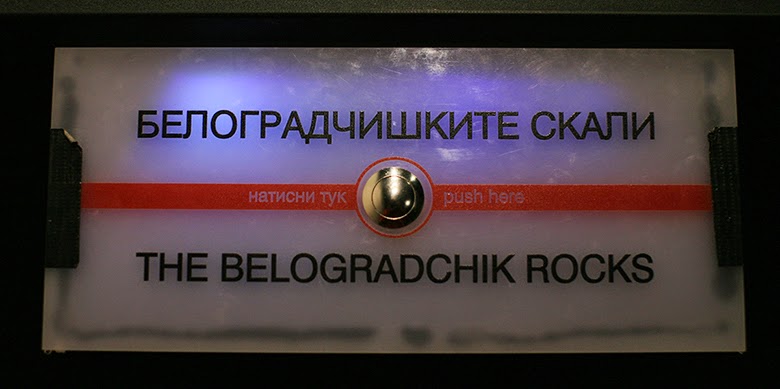 БЕЛОГРАДЧИШКИТЕ СКАЛИ
натисни тук push here
THE BELOGRADCHIK ROCKS